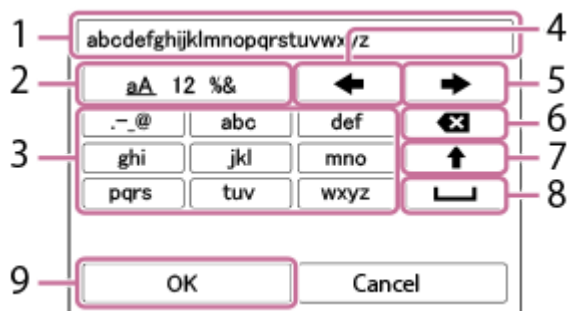 1 abcdefghijklmnopqrstuvwxyz 4
2 aA 12 %& 5
.-_@ abc def 6
3 ghi jkl mno 7
pqrs tuv wxyz 8
9 OK Cancel